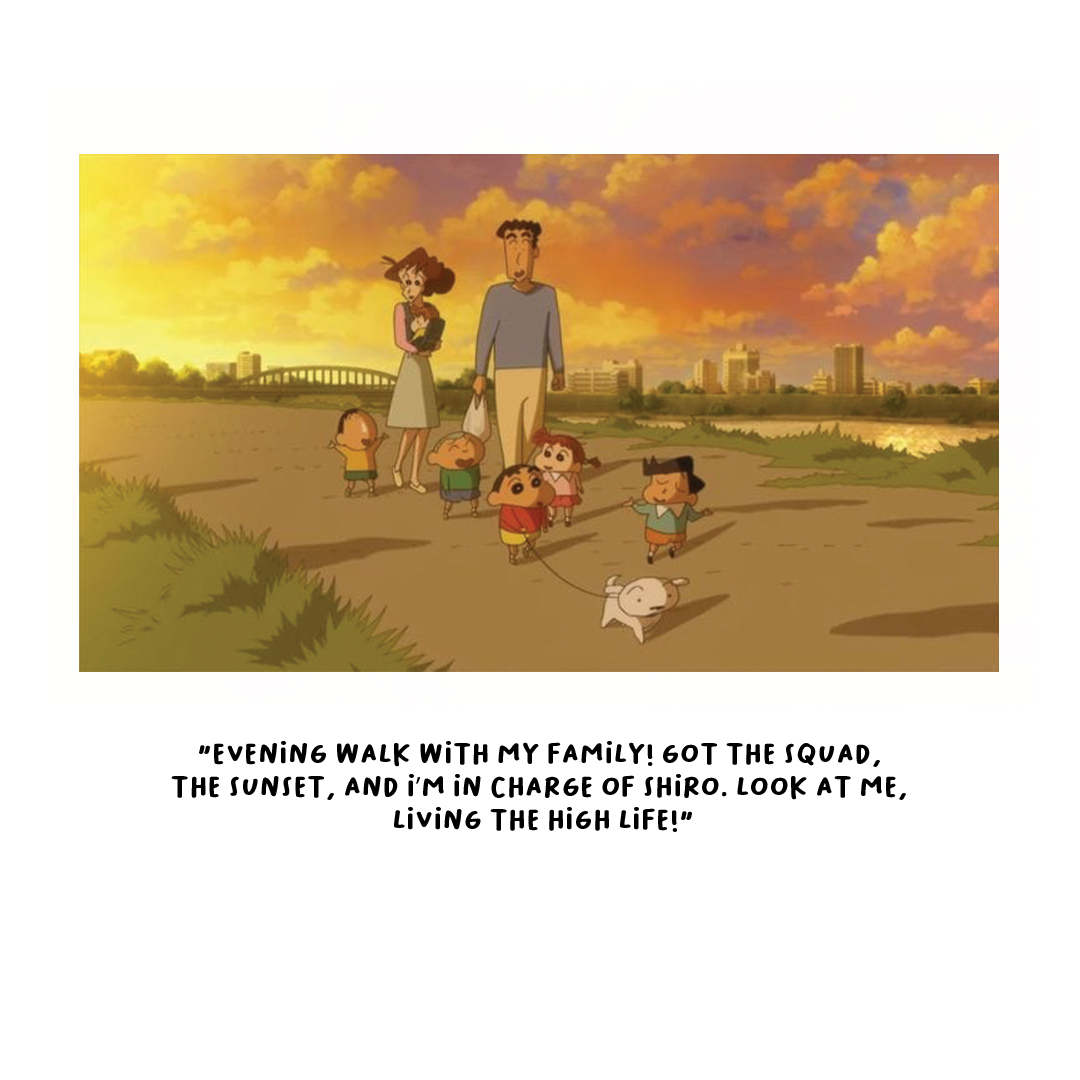 "EVENING WALK WITH MY FAMILY! GOT THE SQUAD,
THE SUNSET, AND I'M IN CHARGE OF SHIRO. LOOK AT ME,
LIVING THE HIGH LIFE!"